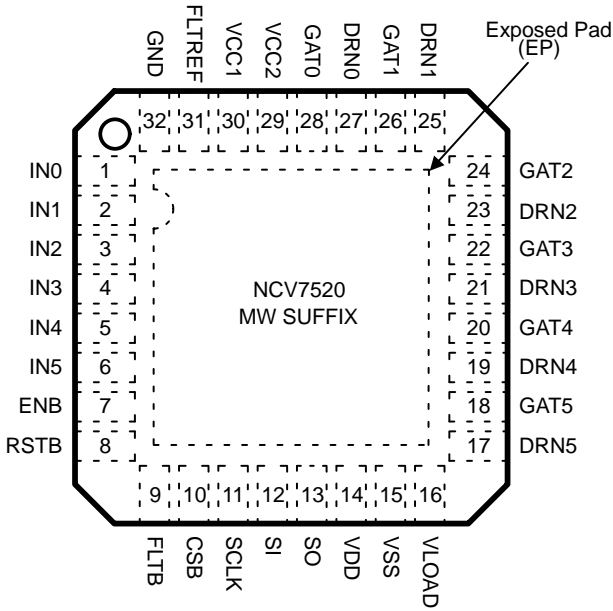 GND
FLTREF
VCC1
VCC2
GAT0
DRN0
GAT1
DRN1
Exposed Pad
(EP)
32 31 30 29 28 27 26 25
IN0 1
IN1 2
IN2 3
IN3 4
IN4 5
IN5 6
ENB 7
RSTB 8
NCV7520
MW SUFFIX
24 GAT2
23 DRN2
22 GAT3
21 DRN3
20 GAT4
19 DRN4
18 GAT5
17 DRN5
9 10 11 12 13 14 15 16
FLTB
CSB
SCLK
SI
SO
VDD
VSS
VLOAD